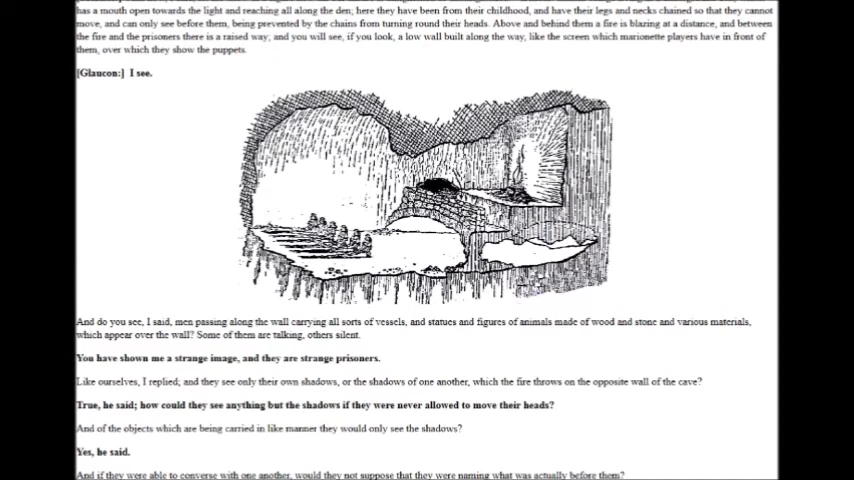 has a mouth open towards the light and reaching all along the den; here they have been from their childhood, and have their legs and necks chained so that they cannot
move, and can only see before them, being prevented by the chains from turning round their heads. Above and behind them a fire is blazing at a distance, and between
the fire and the prisoners there is a raised way; and you will see, if you look, a low wall built along the way, like the screen which marionette players have in front of
them, over which they show the puppets.
[Glaucon:] I see.
And do you see, I said, men passing along the wall carrying all sorts of vessels, and statues and figures of animals made of wood and stone and various materials,
which appear over the wall? Some of them are talking, others silent.
You have shown me a strange image, and they are strange prisoners.
Like ourselves, I replied; and they see only their own shadows, or the shadows of one another, which the fire throws on the opposite wall of the cave?
True, he said; how could they see anything but the shadows if they were never allowed to move their heads?
And of the objects which are being carried in like manner they would only see the shadows?
Yes, he said.
And if they were able to converse with one another, would they not suppose that they were naming what was actually before them?